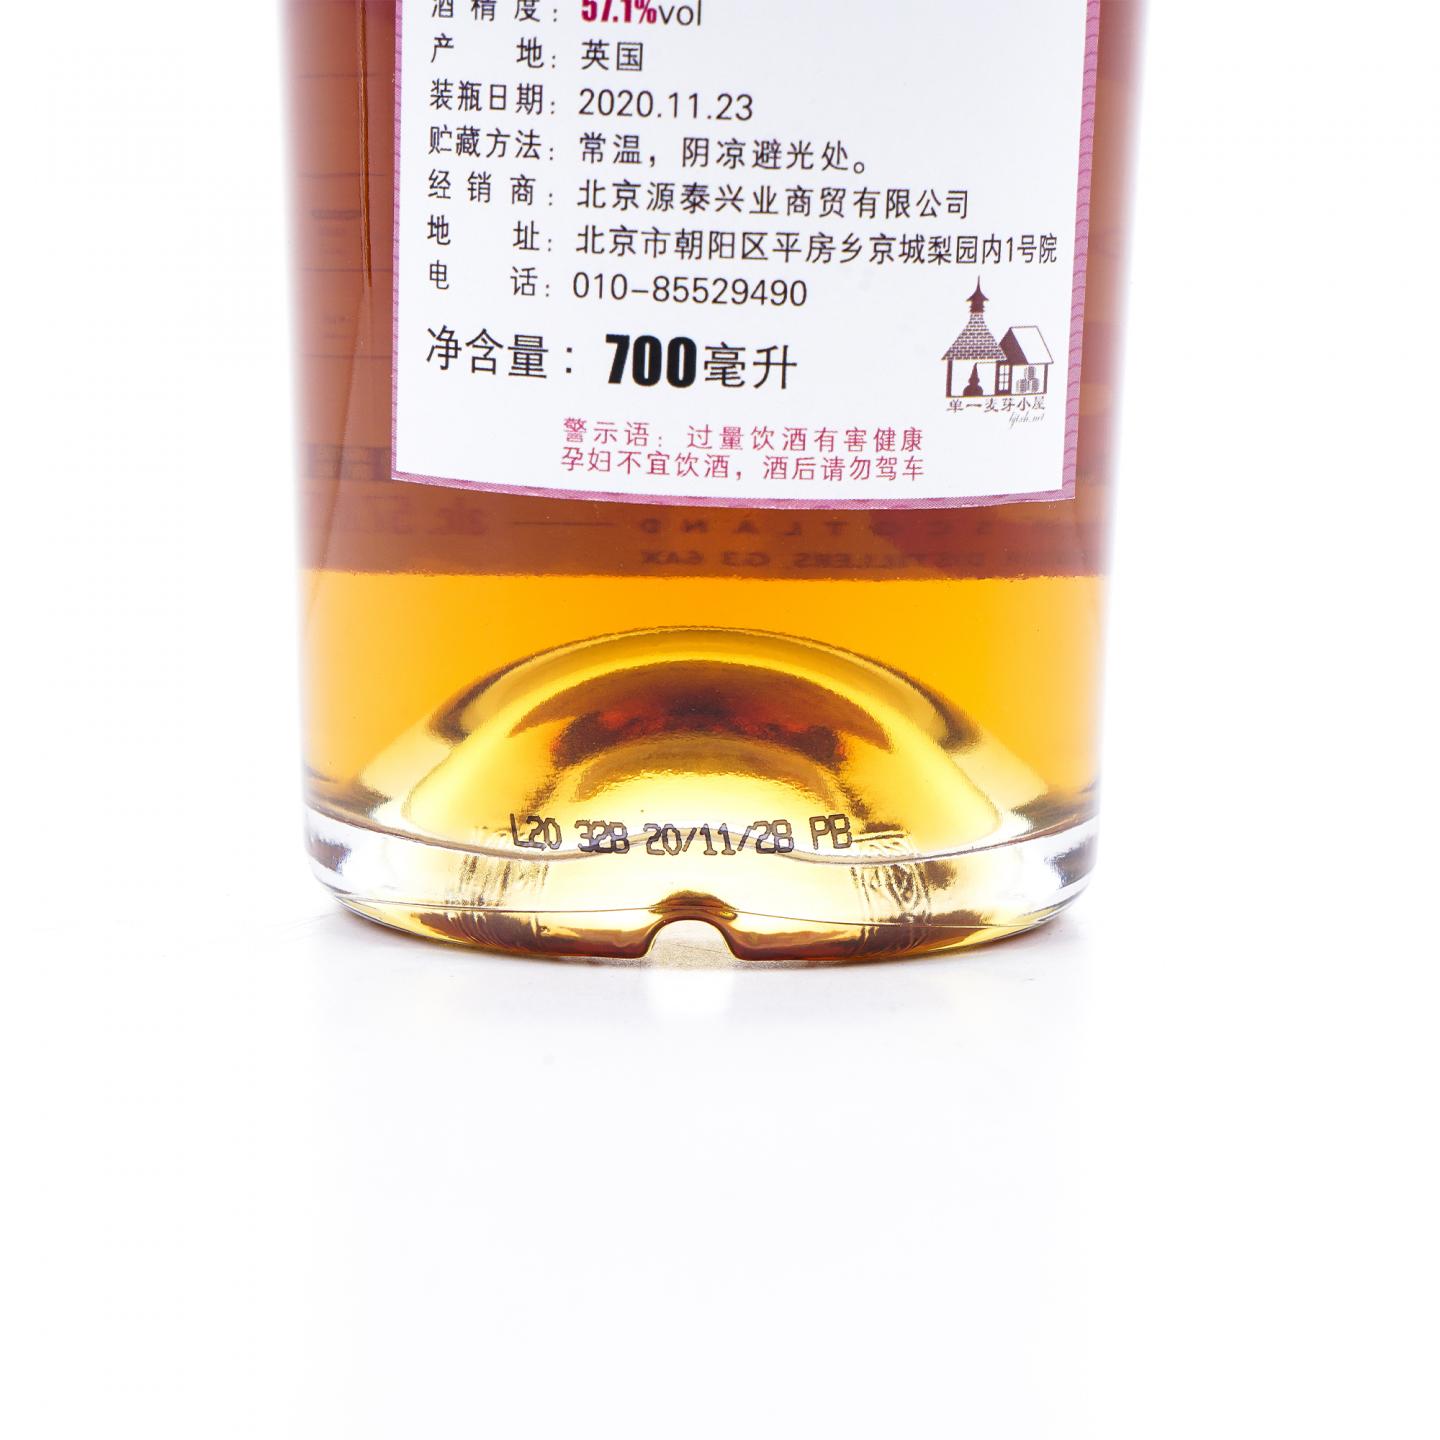 酒精度：57.1%vol
产地：英国
装瓶日期：2020.11.23
贮藏方法：常温，阴凉避光处。
经销商：北京源泰兴业商贸有限公司
地址：北京市朝阳区平房乡京城梨园内1号院
电话：010-85529490
净含量：700毫升
单一麦芽小屋
警示语：过量饮酒有害健康
孕妇不宜饮酒，酒后请勿驾车
SCOTLAND
DISTILLERS, G3 6AX
L20 328 20/11/28 PB